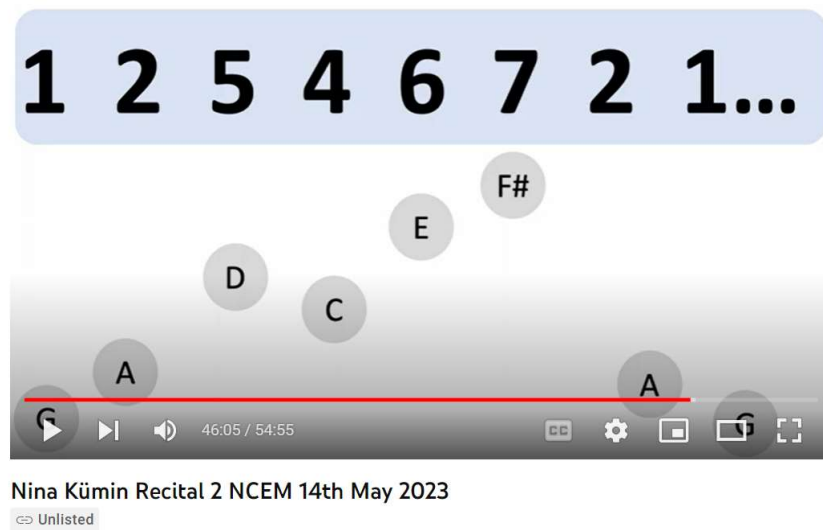 1 2 5 4 6 7 2 1...
F#
E
D
C
A A
G G
46:05 / 54:55 CC
Nina Kümin Recital 2 NCEM 14th May 2023
Unlisted